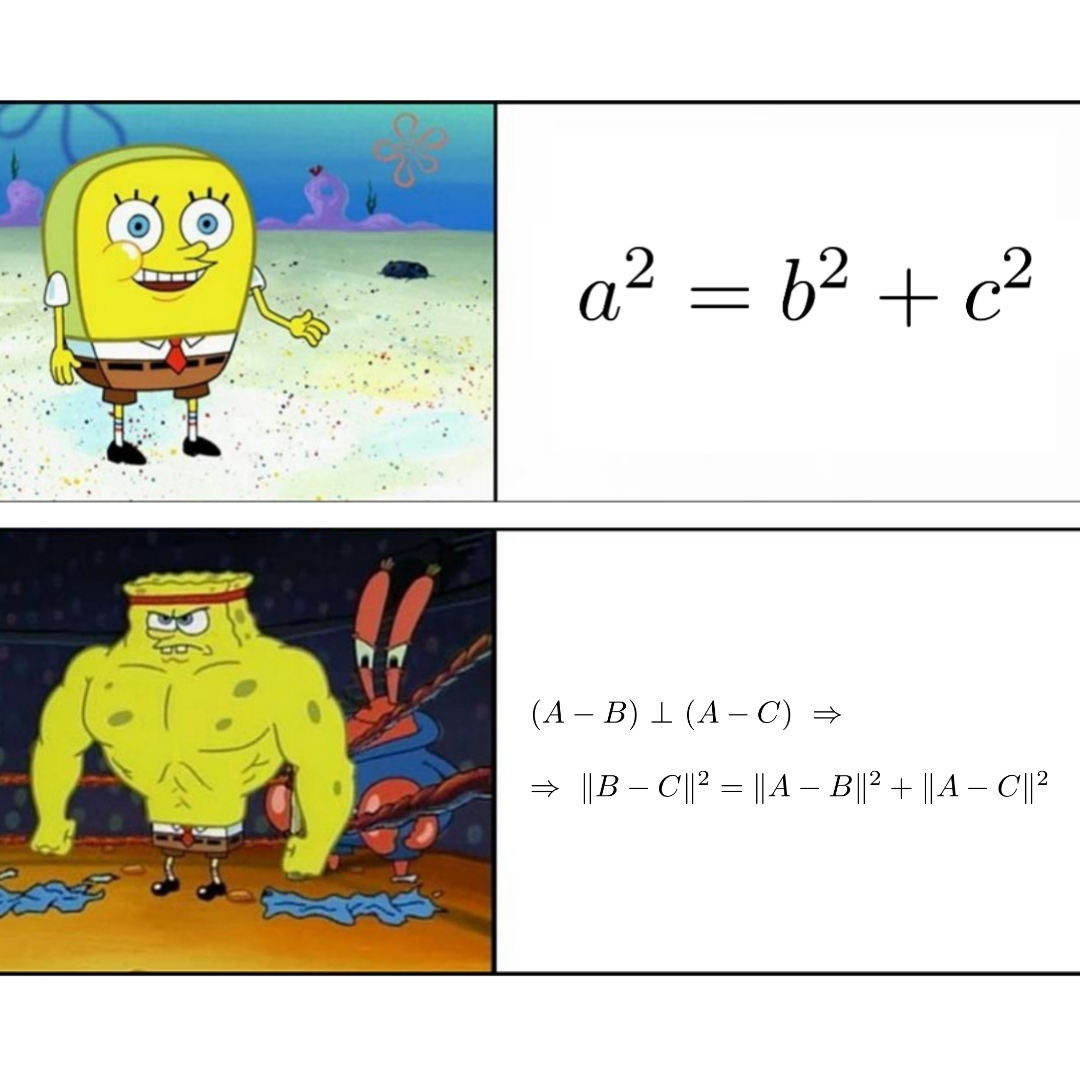 a² = b² + c²
(A − B) ⊥ (A − C) ⇒
⇒ ‖B − C‖² = ‖A − B‖² + ‖A − C‖²